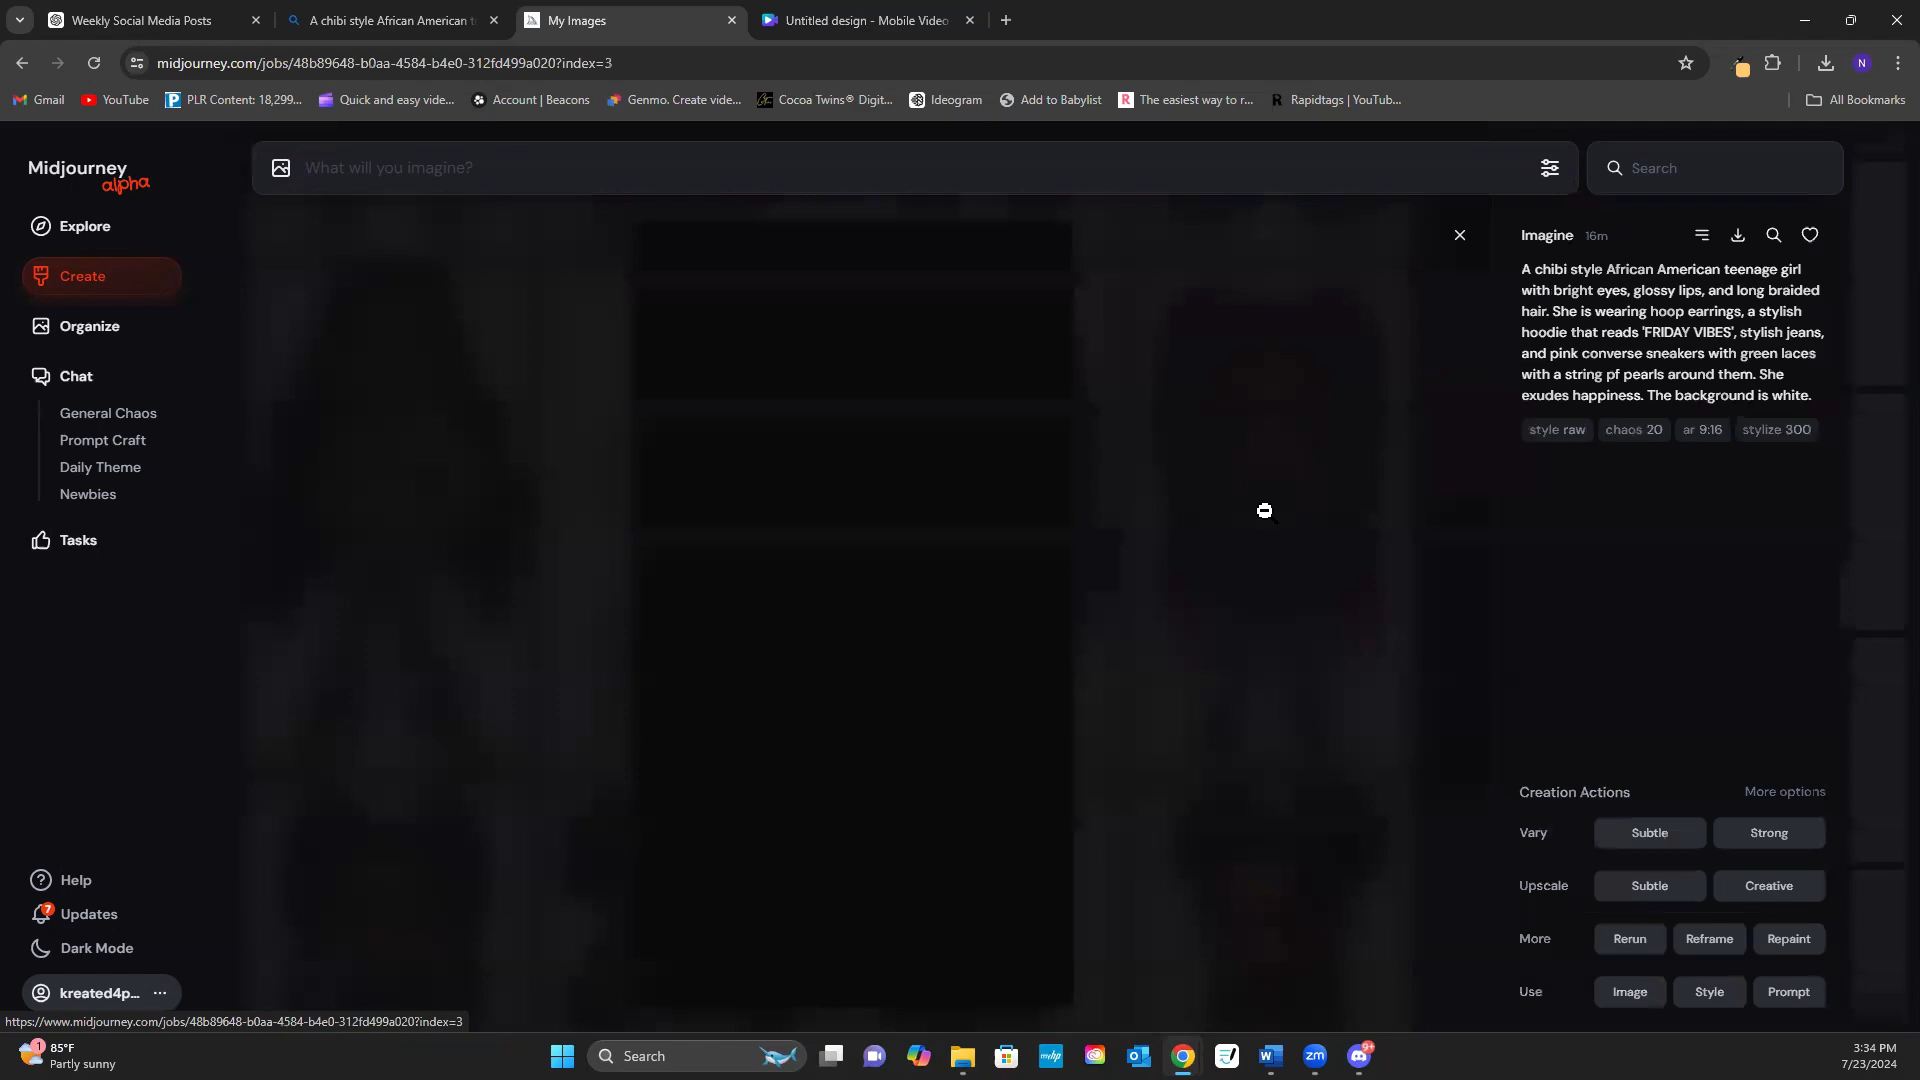 Weekly Social Media Posts
A chibi style African American t
My Images
Untitled design - Mobile Video
midjourney.com/jobs/48b89648-b0aa-4584-b4e0-312fd499a020?index=3
N
Gmail
YouTube
PLR Content: 18,299...
Quick and easy vide...
Account | Beacons
Genmo. Create vide...
Cocoa Twins® Digit...
Ideogram
Add to Babylist
The easiest way to r...
Rapidtags | YouTub...
All Bookmarks
Midjourney
alpha
What will you imagine?
Search
Explore
Create
Organize
Chat
General Chaos
Prompt Craft
Daily Theme
Newbies
Tasks
Help
7
Updates
Dark Mode
kreated4p... ...
Imagine 16m
A chibi style African American teenage girl
with bright eyes, glossy lips, and long braided
hair. She is wearing hoop earrings, a stylish
hoodie that reads 'FRIDAY VIBES', stylish jeans,
and pink converse sneakers with green laces
with a string pf pearls around them. She
exudes happiness. The background is white.
style raw chaos 20 ar 9:16 stylize 300
Creation Actions More options
Vary Subtle Strong
Upscale Subtle Creative
More Rerun Reframe Repaint
Use Image Style Prompt
https://www.midjourney.com/jobs/48b89648-b0aa-4584-b4e0-312fd499a020?index=3
1
85°F
Partly sunny
Search
myhp
W
zm
9+
3:34 PM
7/23/2024